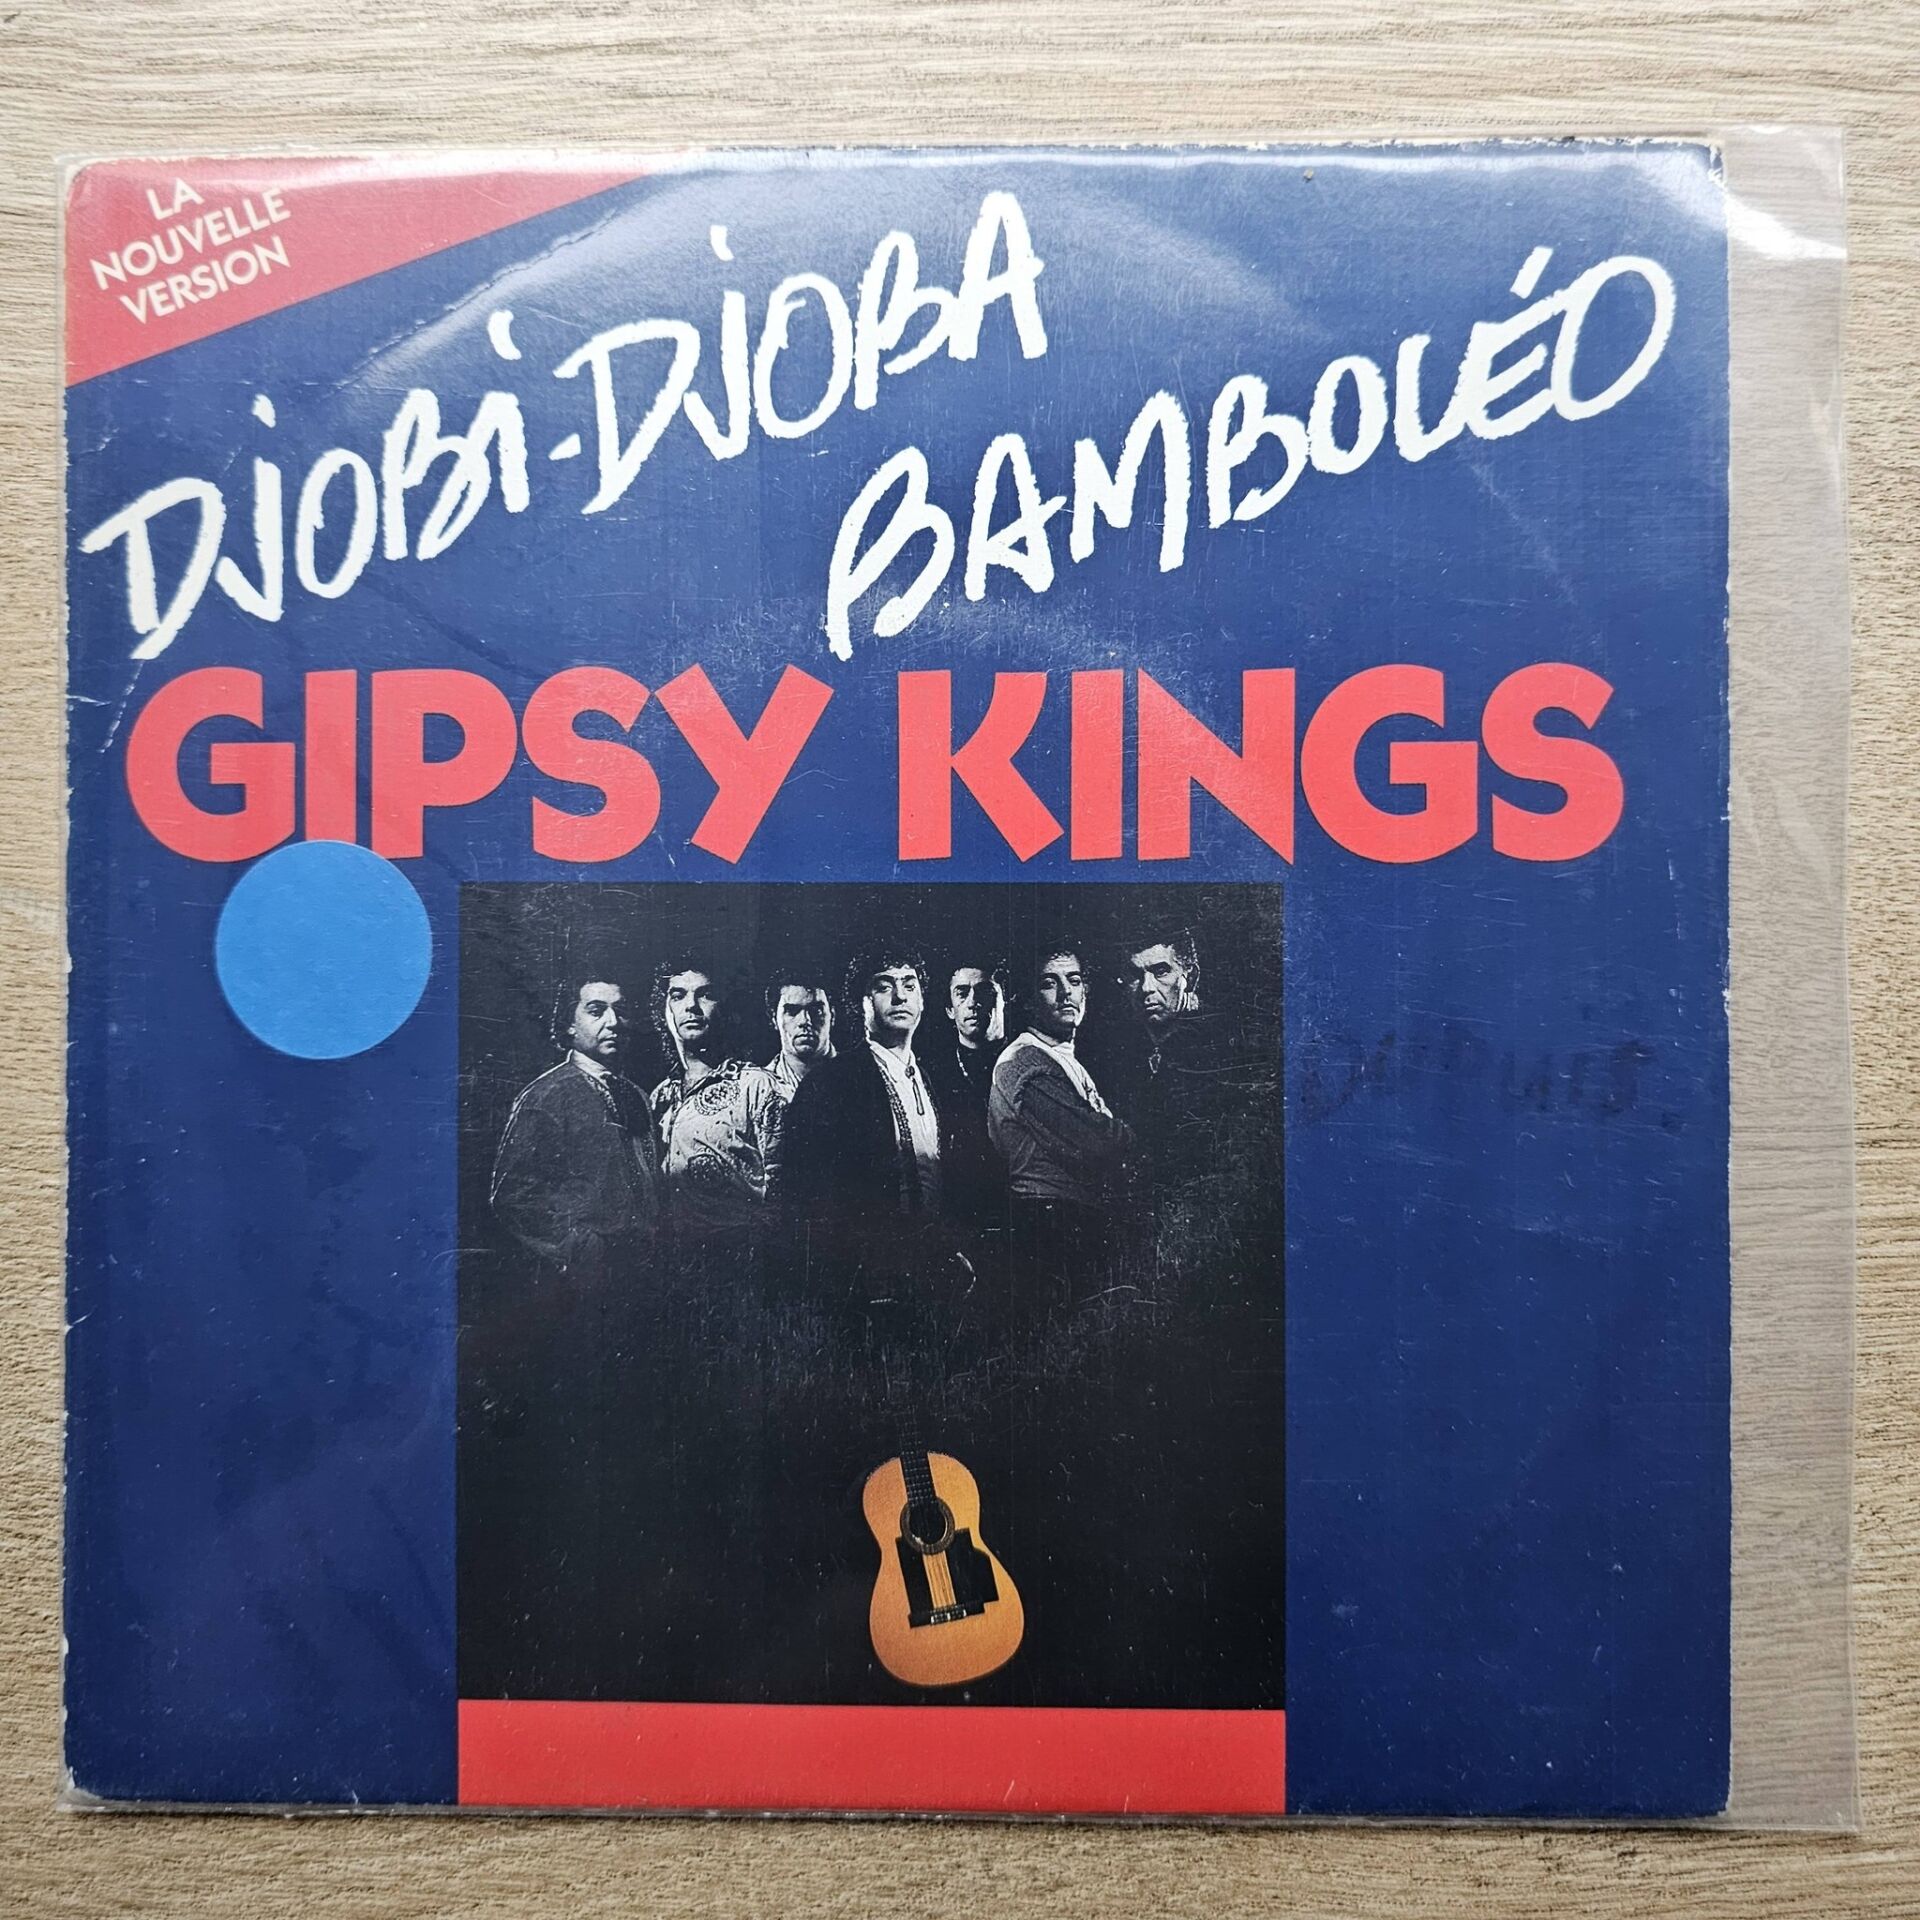 LA
NOUVELLE
VERSION
DJOBI-DJOBA
BAMBOLÉO
GIPSY KINGS